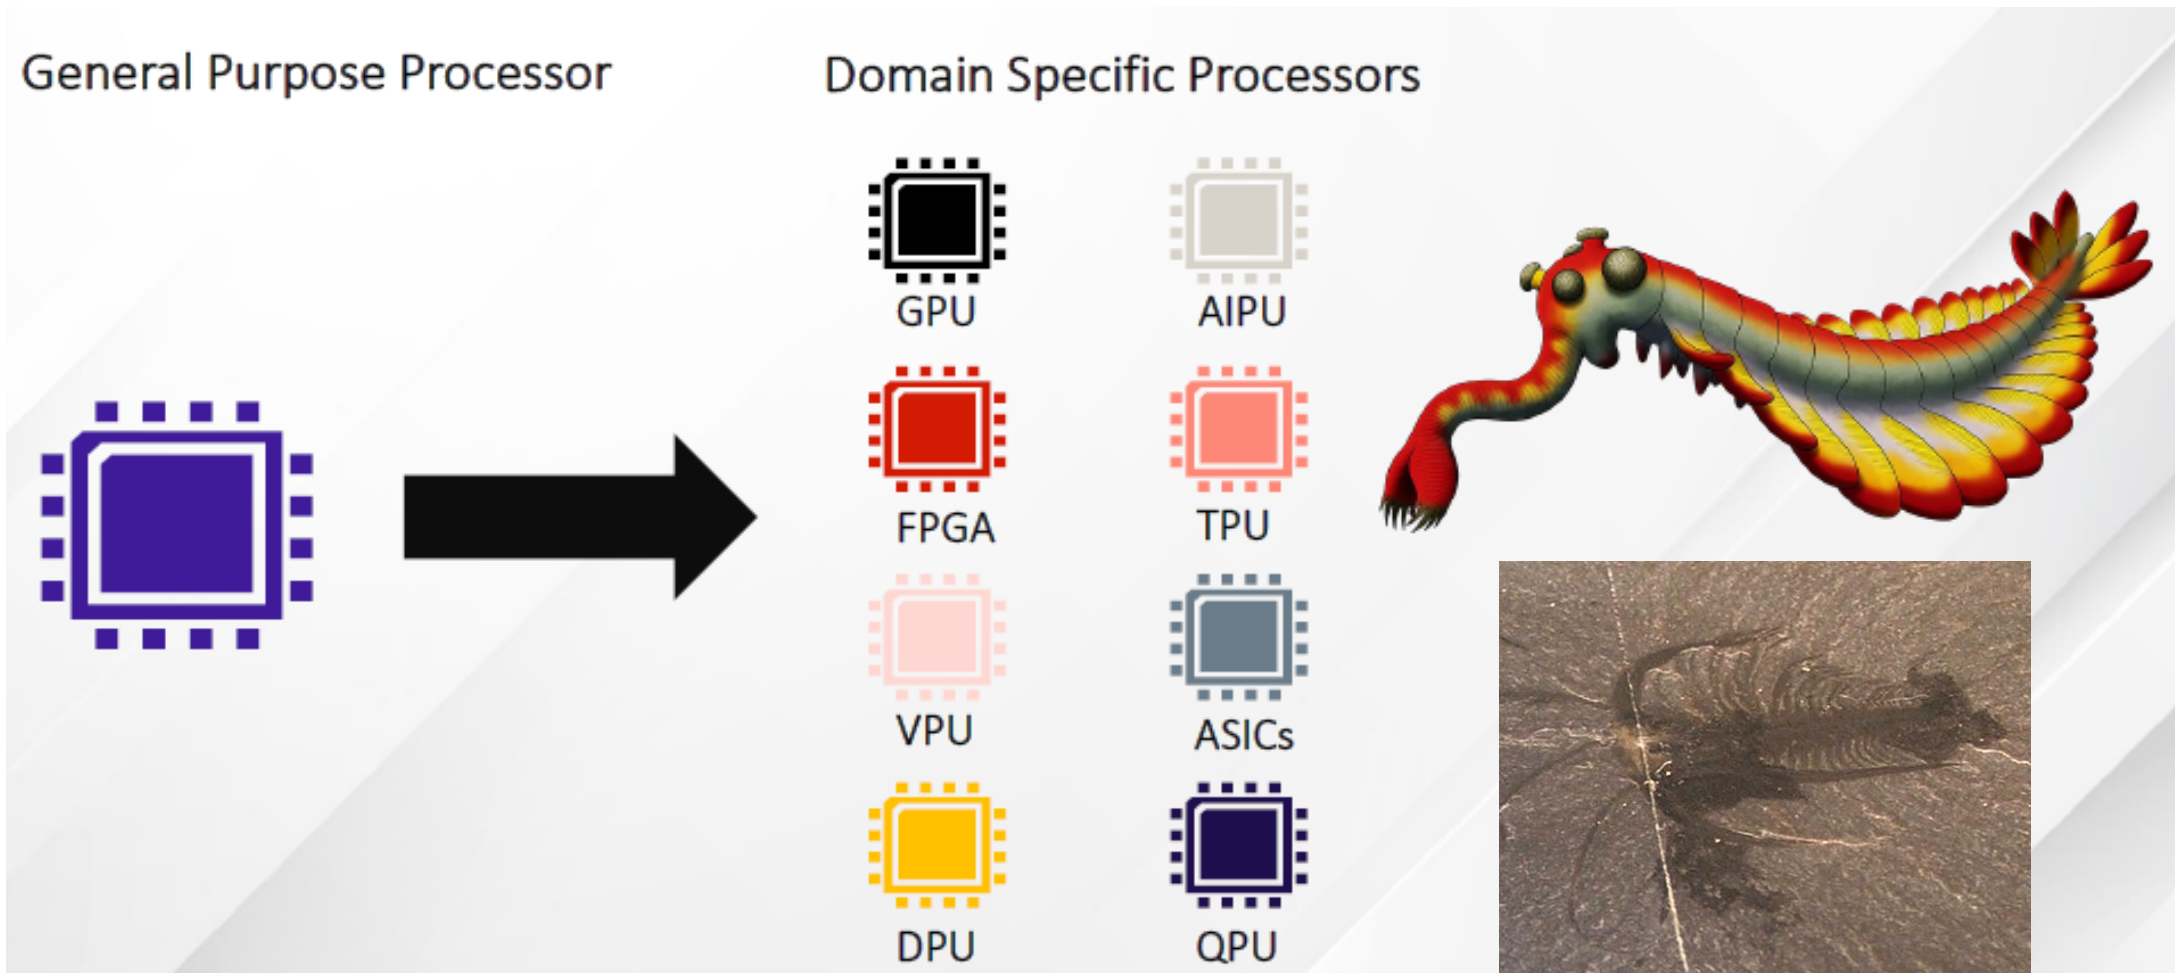 General Purpose Processor
Domain Specific Processors
GPU
AIPU
FPGA
TPU
VPU
ASICs
DPU
QPU